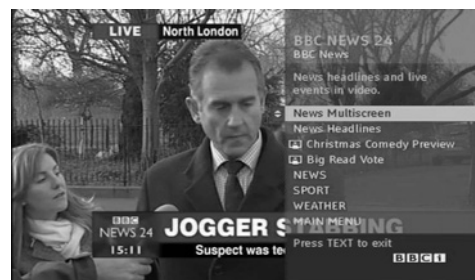 LIVE North London
BBC NEWS 24
BBC News
News headlines and live
events in video.
News Multiscreen
News Headlines
Christmas Comedy Preview
Big Read Vote
NEWS
SPORT
WEATHER
MAIN MENU
Press TEXT to exit
BBCi
BBC
NEWS 24
15:11
JOGGER STABBING
Suspect was